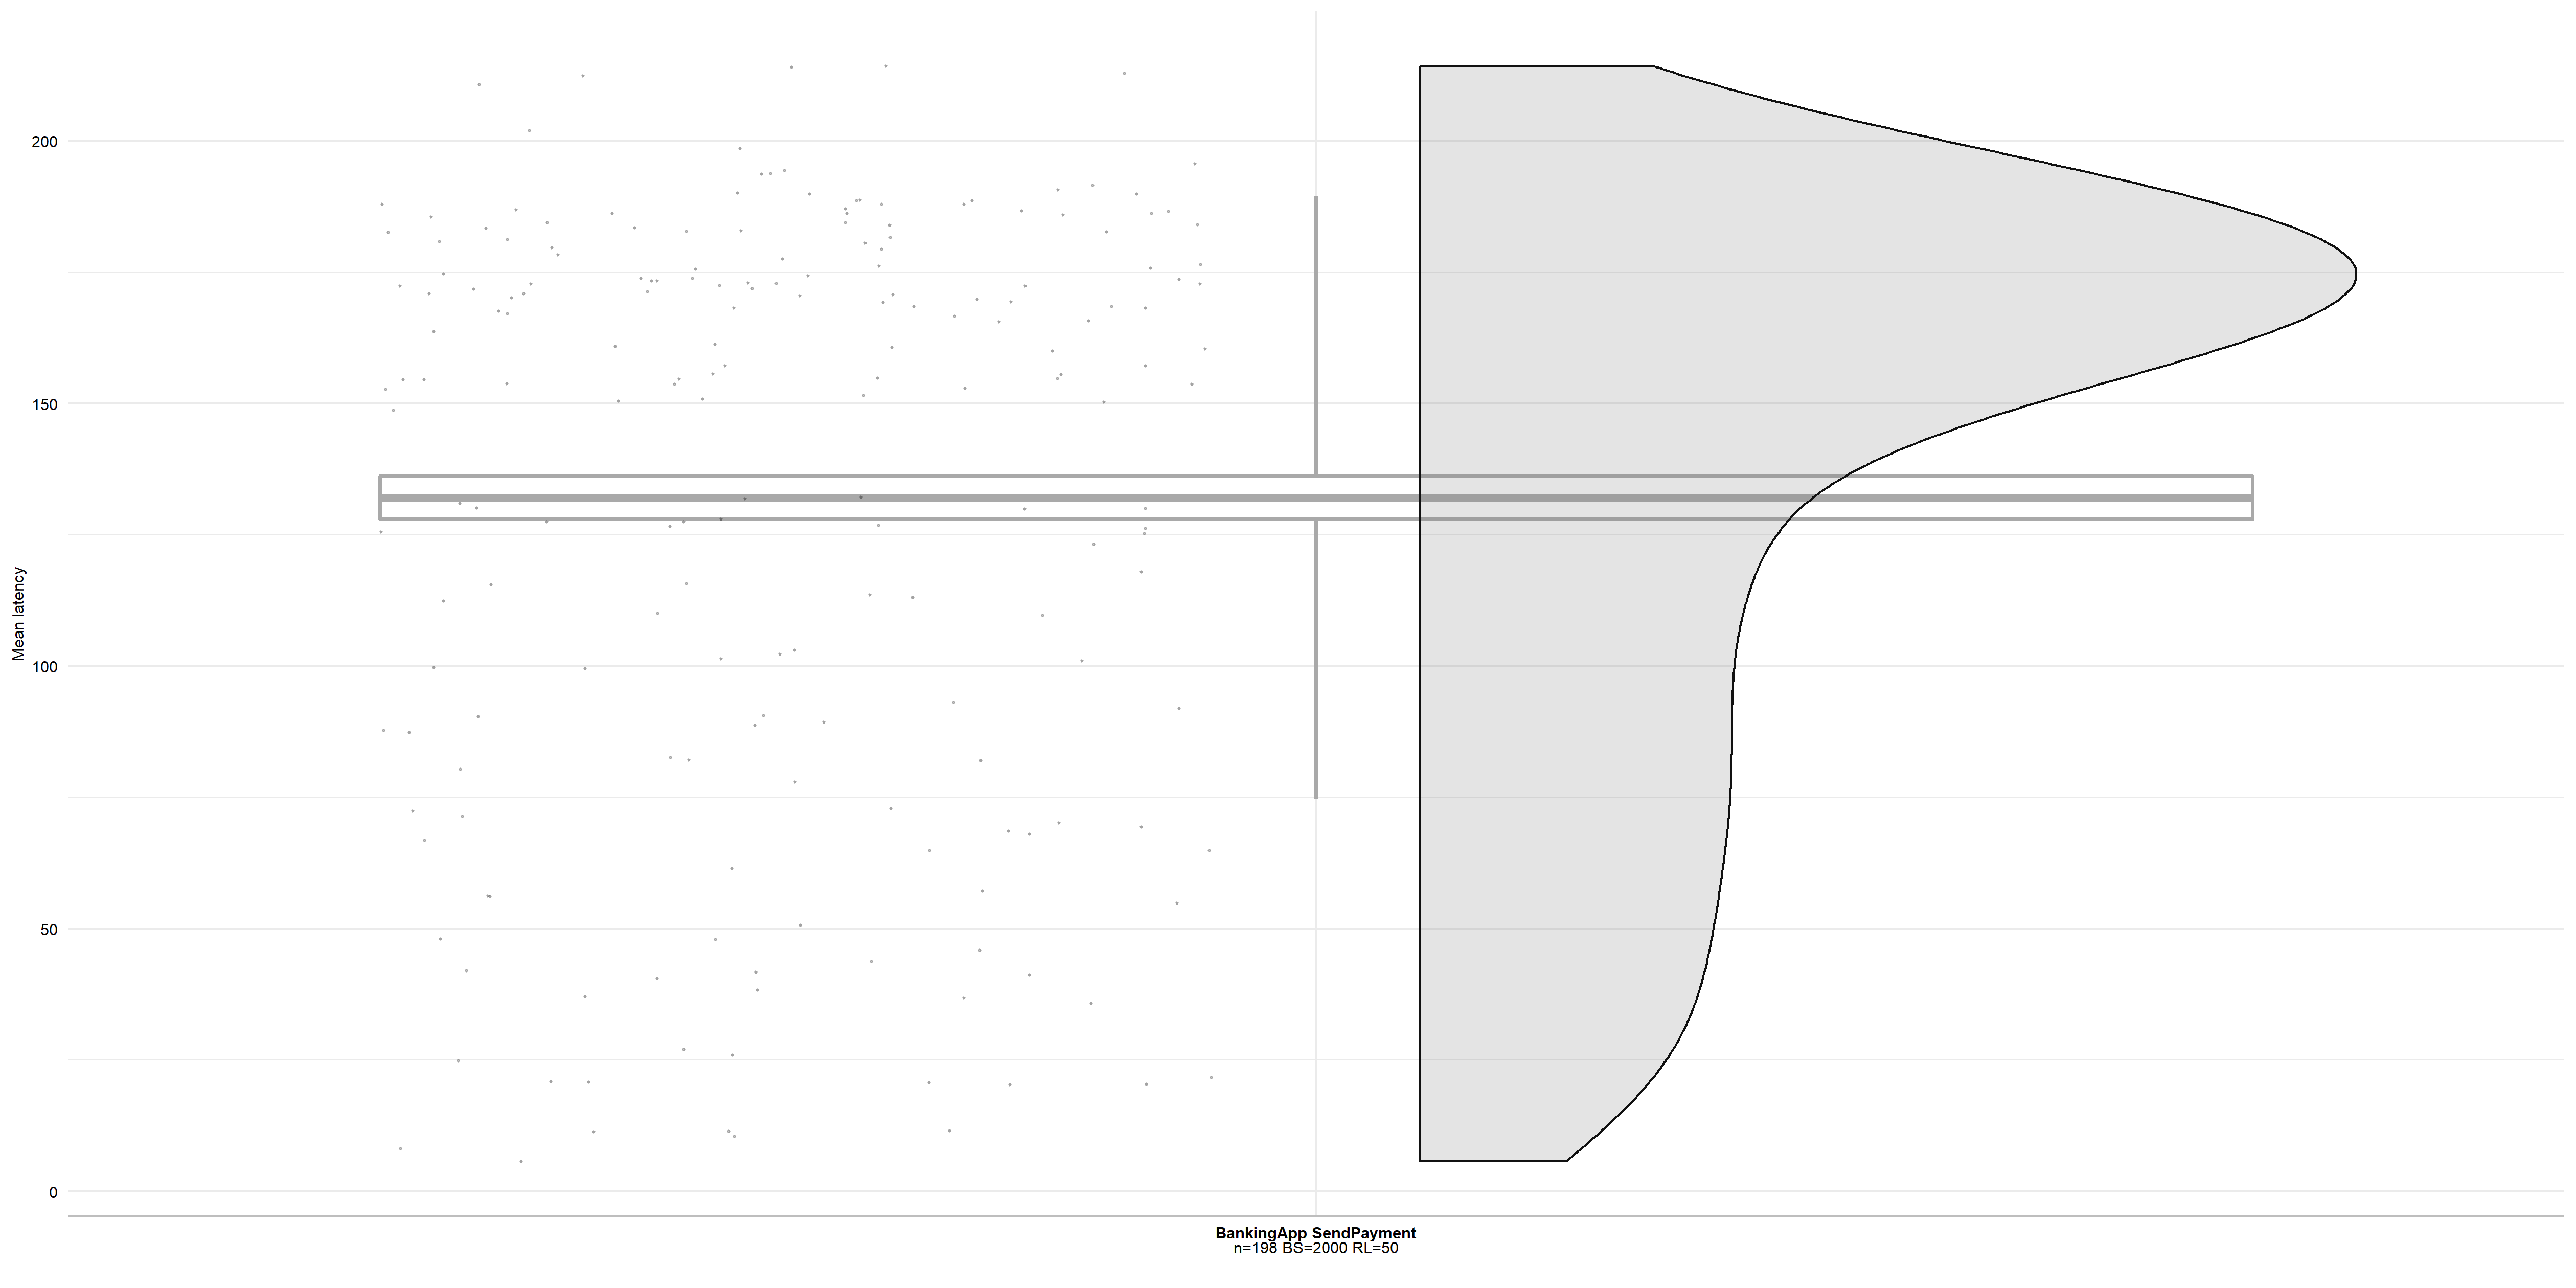 200
150
100
50
0
Mean latency
BankingApp SendPayment
n=198 BS=2000 RL=50